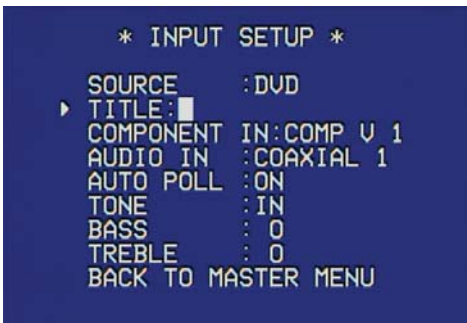 * INPUT SETUP *
SOURCE :DVD
TITLE:
COMPONENT IN:COMP V 1
AUDIO IN :COAXIAL 1
AUTO POLL :ON
TONE :IN
BASS : 0
TREBLE : 0
BACK TO MASTER MENU